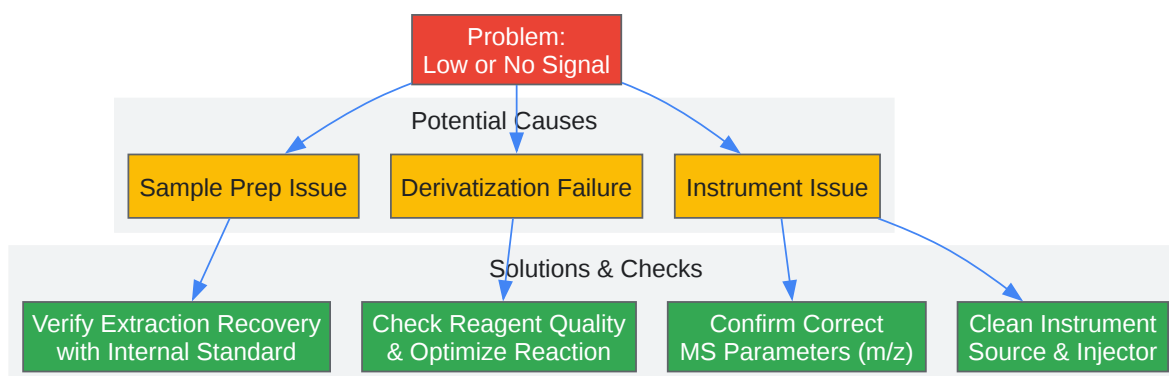 Problem:
Low or No Signal
Potential Causes
Sample Prep Issue
Derivatization Failure
Instrument Issue
Solutions & Checks
Verify Extraction Recovery
with Internal Standard
Check Reagent Quality
& Optimize Reaction
Confirm Correct
MS Parameters (m/z)
Clean Instrument
Source & Injector